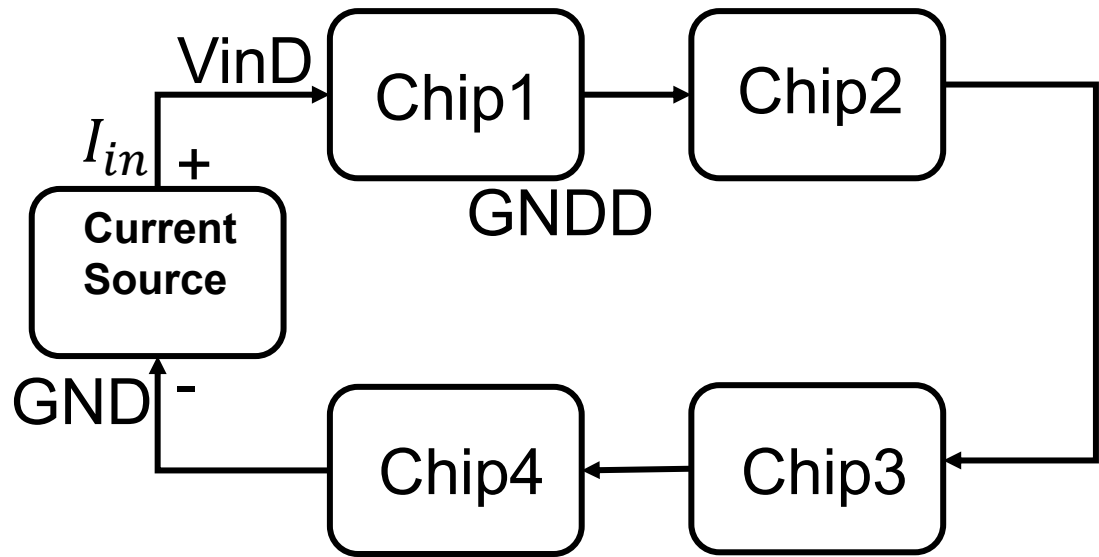 VinD
Chip1
Chip2
I_in
+
GNDD
Current
Source
GND
-
Chip4
Chip3